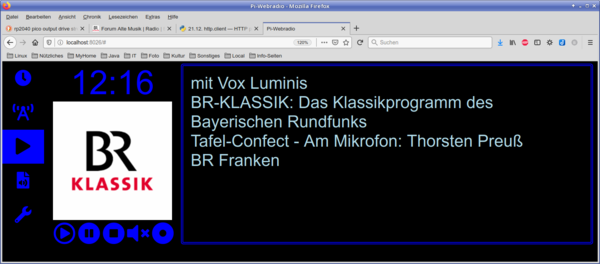 Pi-Webradio - Mozilla Firefox
Datei Bearbeiten Ansicht Chronik Lesezeichen Extras Hilfe
rp2040 pico output drive st
Forum Alte Musik | Radio |
21.12. http.client — HTTP
Pi-Webradio
localhost:8026/#
120%
Suchen
Linux Nützliches MyHome Java IT Foto Kultur Sonstiges Local Info-Seiten
12:16
BR
KLASSIK
mit Vox Luminis
BR-KLASSIK: Das Klassikprogramm des
Bayerischen Rundfunks
Tafel-Confect - Am Mikrofon: Thorsten Preuß
BR Franken